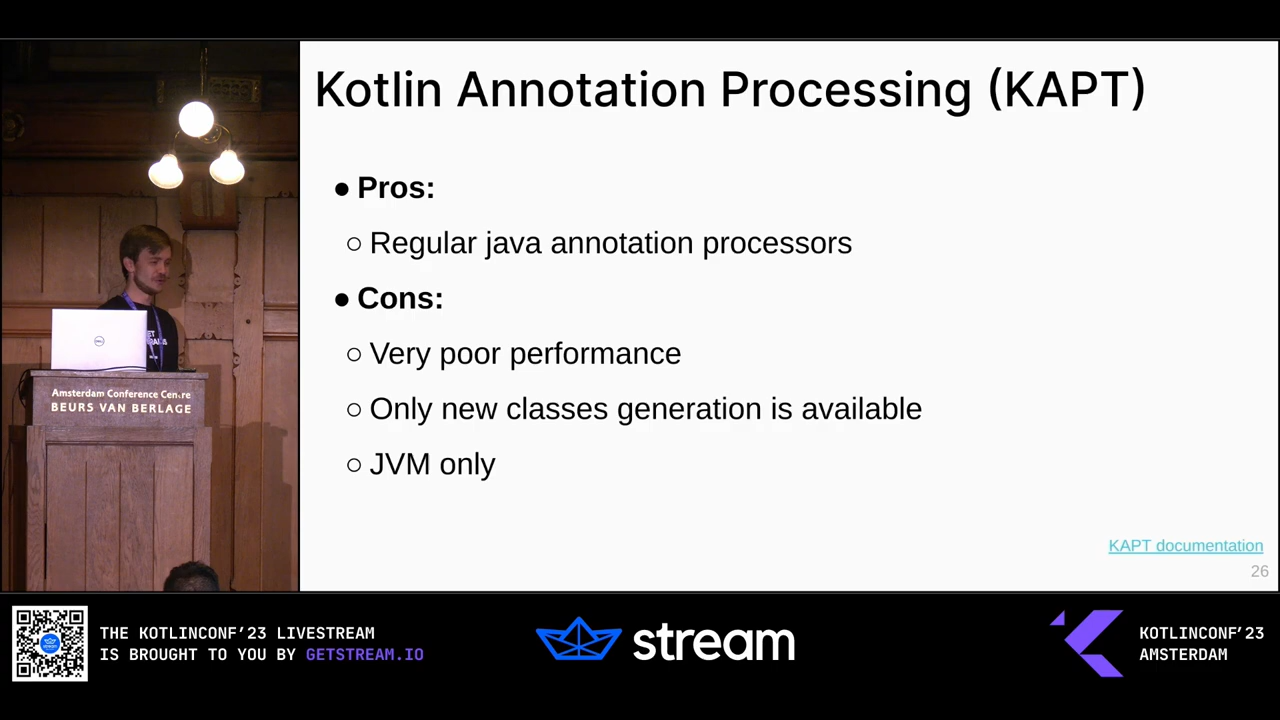 Kotlin Annotation Processing (KAPT)
● Pros:
○ Regular java annotation processors
● Cons:
○ Very poor performance
○ Only new classes generation is available
○ JVM only
KAPT documentation
26
Amsterdam Conference Centre
BEURS VAN BERLAGE
THE KOTLINCONF’23 LIVESTREAM
IS BROUGHT TO YOU BY GETSTREAM.IO
stream
KOTLINCONF’23
AMSTERDAM